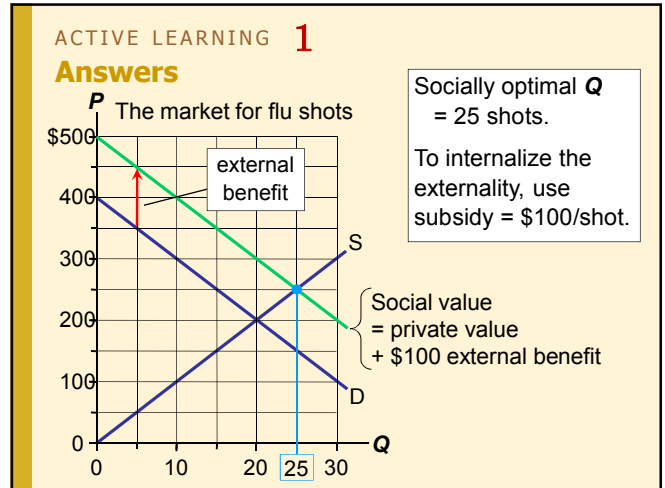 ACTIVE LEARNING 1
Answers
P
The market for flu shots
$500
400
300
200
100
0
external
benefit
S
D
Q
0 10 20 25 30
Social value
= private value
+ $100 external benefit
Socially optimal Q
= 25 shots.
To internalize the
externality, use
subsidy = $100/shot.